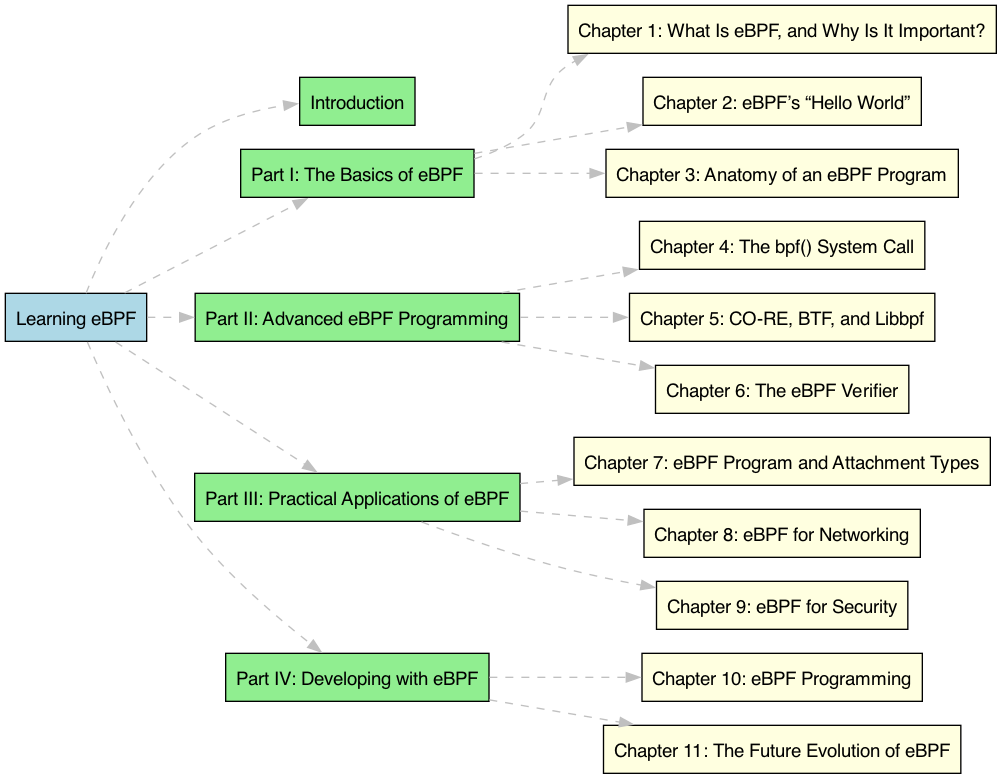 Learning eBPF
Introduction
Part I: The Basics of eBPF
Chapter 1: What Is eBPF, and Why Is It Important?
Chapter 2: eBPF’s “Hello World”
Chapter 3: Anatomy of an eBPF Program
Part II: Advanced eBPF Programming
Chapter 4: The bpf() System Call
Chapter 5: CO-RE, BTF, and Libbpf
Chapter 6: The eBPF Verifier
Part III: Practical Applications of eBPF
Chapter 7: eBPF Program and Attachment Types
Chapter 8: eBPF for Networking
Chapter 9: eBPF for Security
Part IV: Developing with eBPF
Chapter 10: eBPF Programming
Chapter 11: The Future Evolution of eBPF